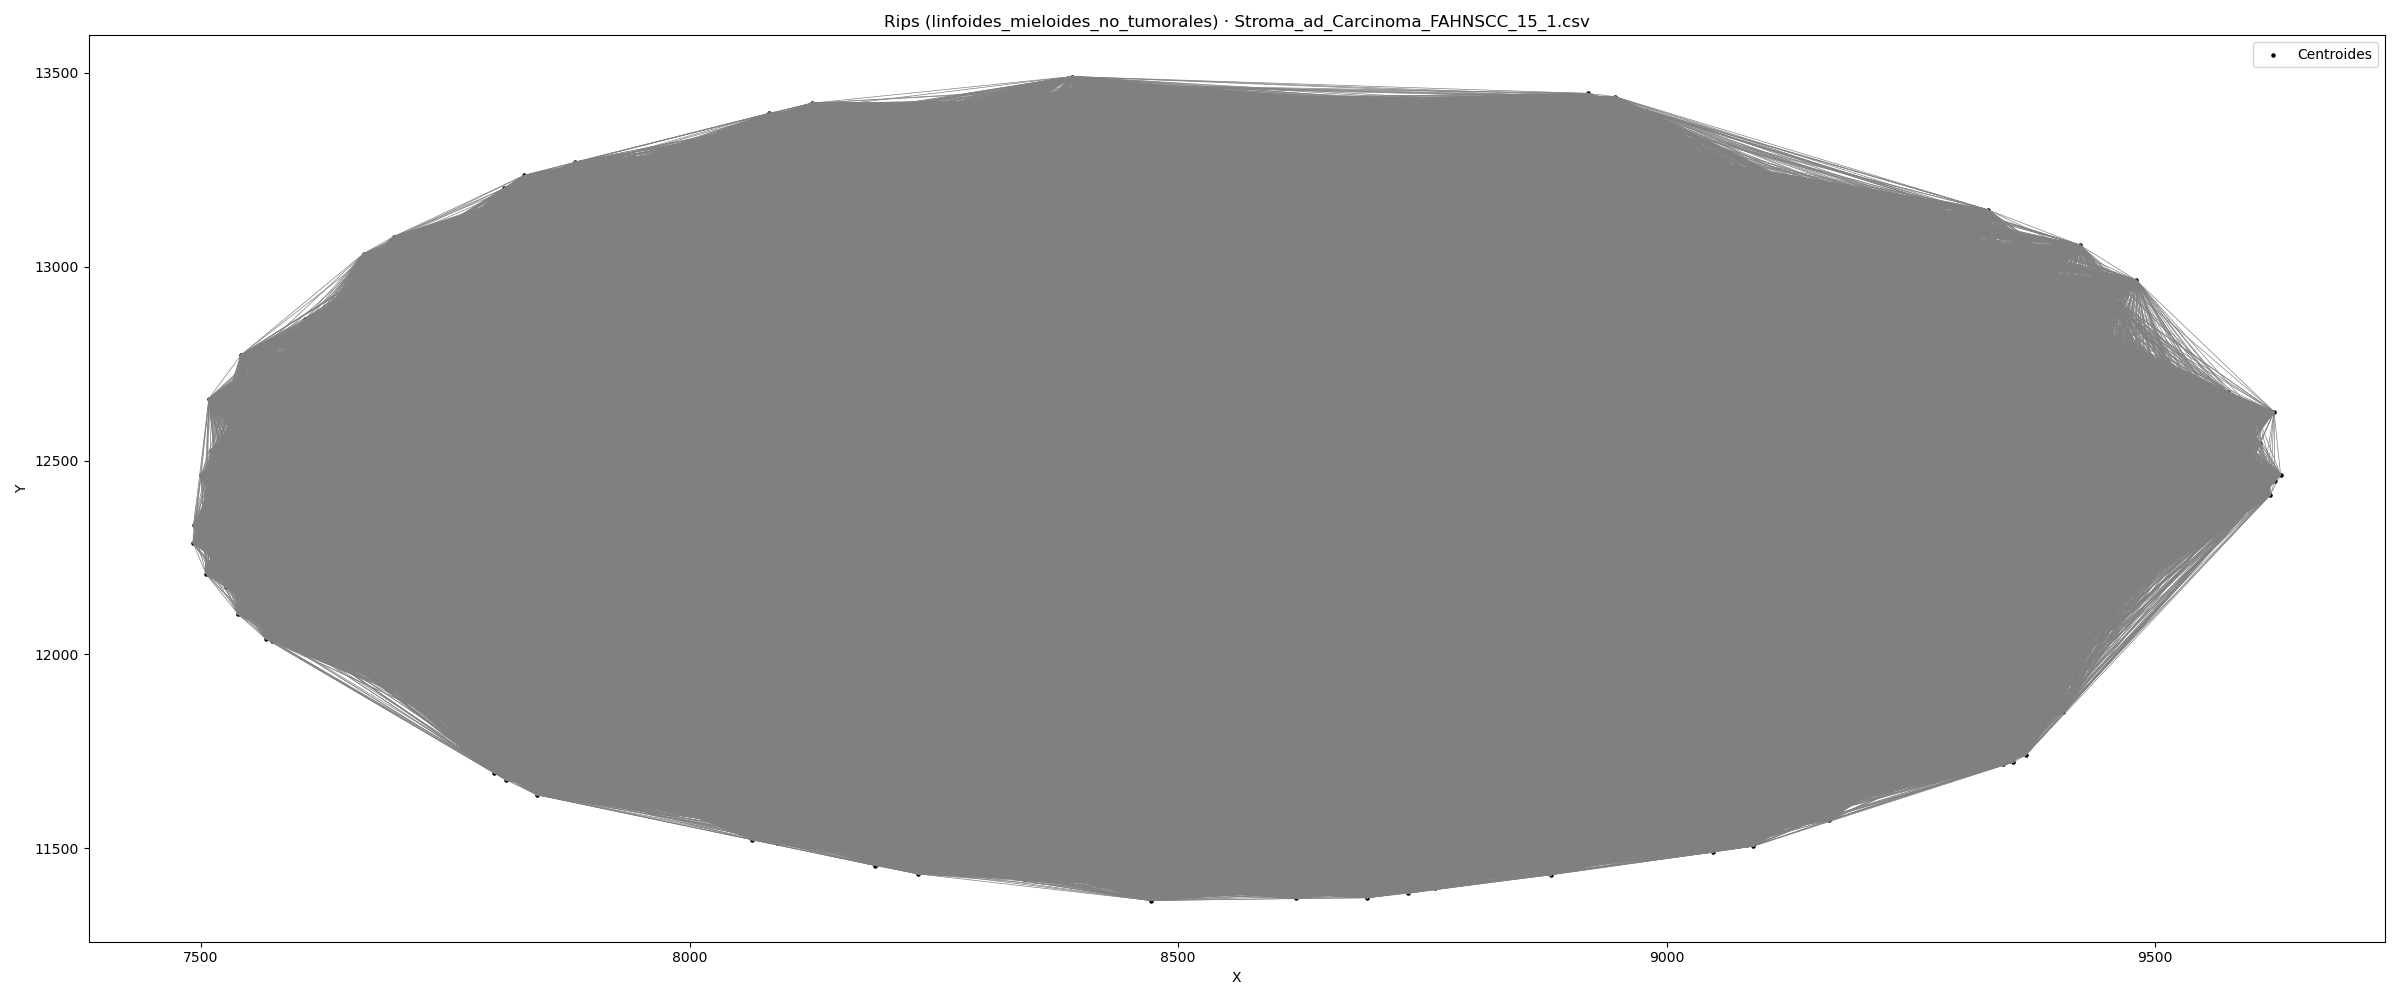 Rips (linfoides_mieloides_no_tumorales) · Stroma_ad_Carcinoma_FAHNSCC_15_1.csv
Centroides
13500
13000
12500
12000
11500
Y
7500
8000
8500
9000
9500
X